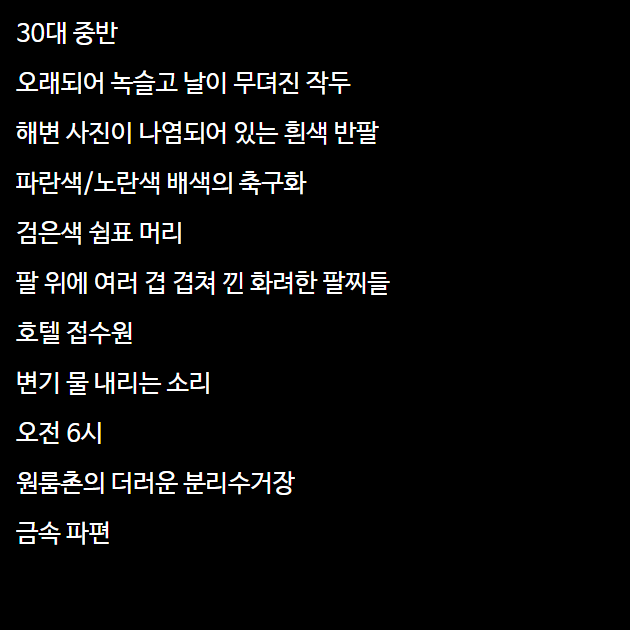 30대 중반
오래되어 녹슬고 날이 무뎌진 작두
해변 사진이 나염되어 있는 흰색 반팔
파란색/노란색 배색의 축구화
검은색 쉼표 머리
팔 위에 여러 겹 겹쳐 낀 화려한 팔찌들
호텔 접수원
변기 물 내리는 소리
오전 6시
원룸촌의 더러운 분리수거장
금속 파편